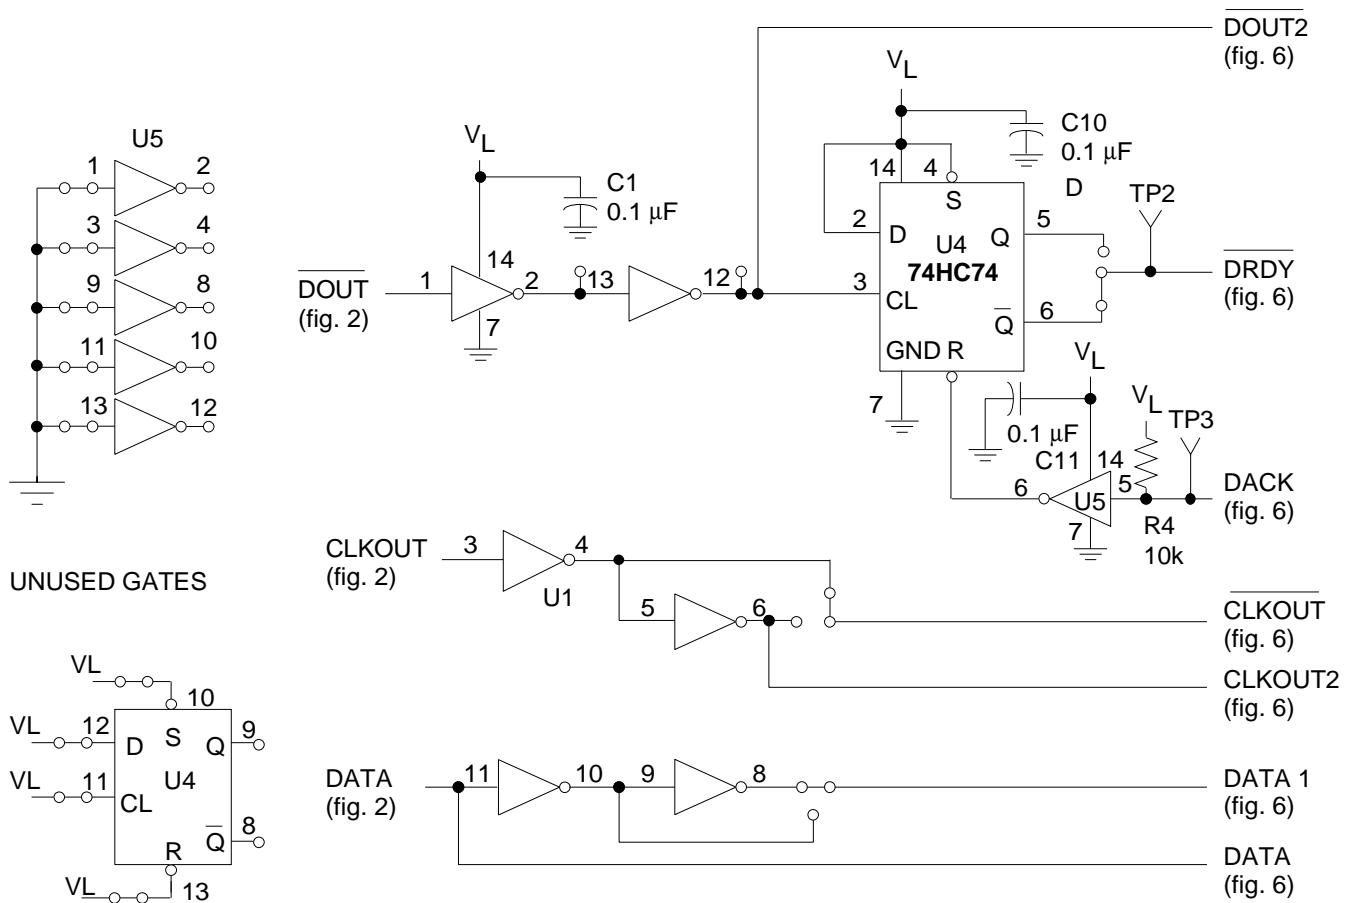 DOUT2
(fig. 6)
VL
C10
0.1 µF
D
U5
1 2
3 4
9 8
11 10
13 12
VL
C1
0.1 µF
DOUT
(fig. 2)
1 14 2 7
13 12
14 4
S
2 D U4 Q 5
74HC74
3 CL
Q 6
GND R
7
TP2
DRDY
(fig. 6)
VL
0.1 µF
C11
14
VL
TP3
6 U5 5
7
R4
10k
DACK
(fig. 6)
UNUSED GATES
CLKOUT
(fig. 2)
3 4
U1
5 6
CLKOUT
(fig. 6)
CLKOUT2
(fig. 6)
VL
10
VL 12 D S Q 9
VL 11 CL U4
Q 8
R
VL 13
DATA
(fig. 2)
11 10 9 8
DATA 1
(fig. 6)
DATA
(fig. 6)